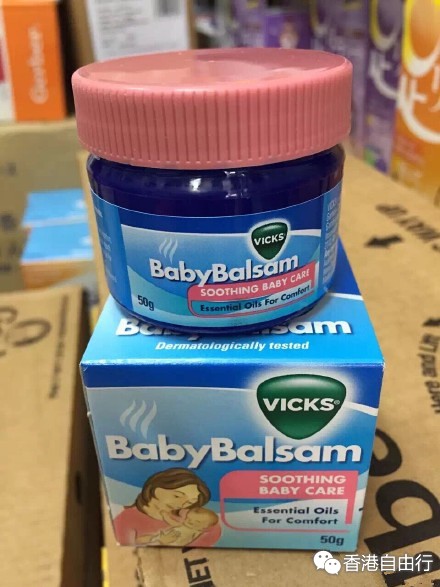 VICKS
BabyBalsam
SOOTHING BABY CARE
Essential Oils For Comfort
50g
BabyBalsam
Dermatologically tested
VICKS®
BabyBalsam
SOOTHING
BABY CARE
Essential Oils
For Comfort
50g
香港自由行